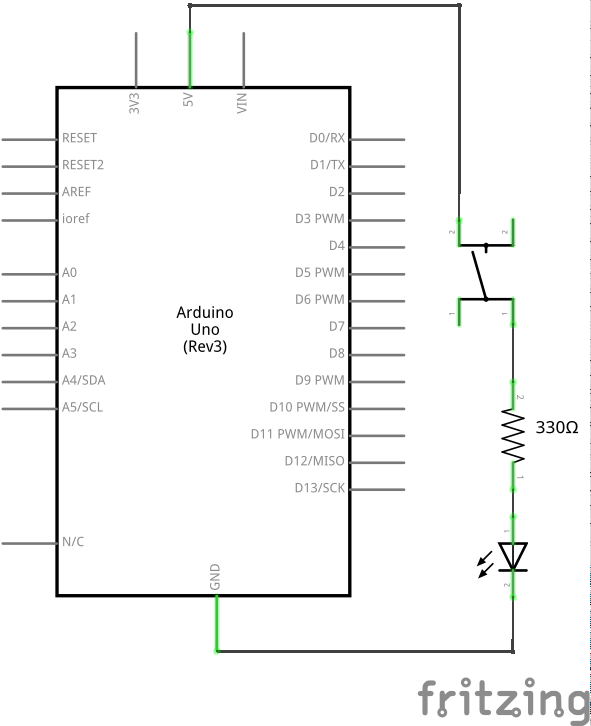 3V3
5V
VIN
RESET
D0/RX
RESET2
D1/TX
AREF
D2
ioref
D3 PWM
2
2
D4
A0
D5 PWM
A1
D6 PWM
1
1
Arduino
Uno
(Rev3)
A2
D7
A3
D8
A4/SDA
D9 PWM
2
A5/SCL
D10 PWM/SS
330Ω
D11 PWM/MOSI
D12/MISO
1
D13/SCK
1
N/C
GND
2
fritzing